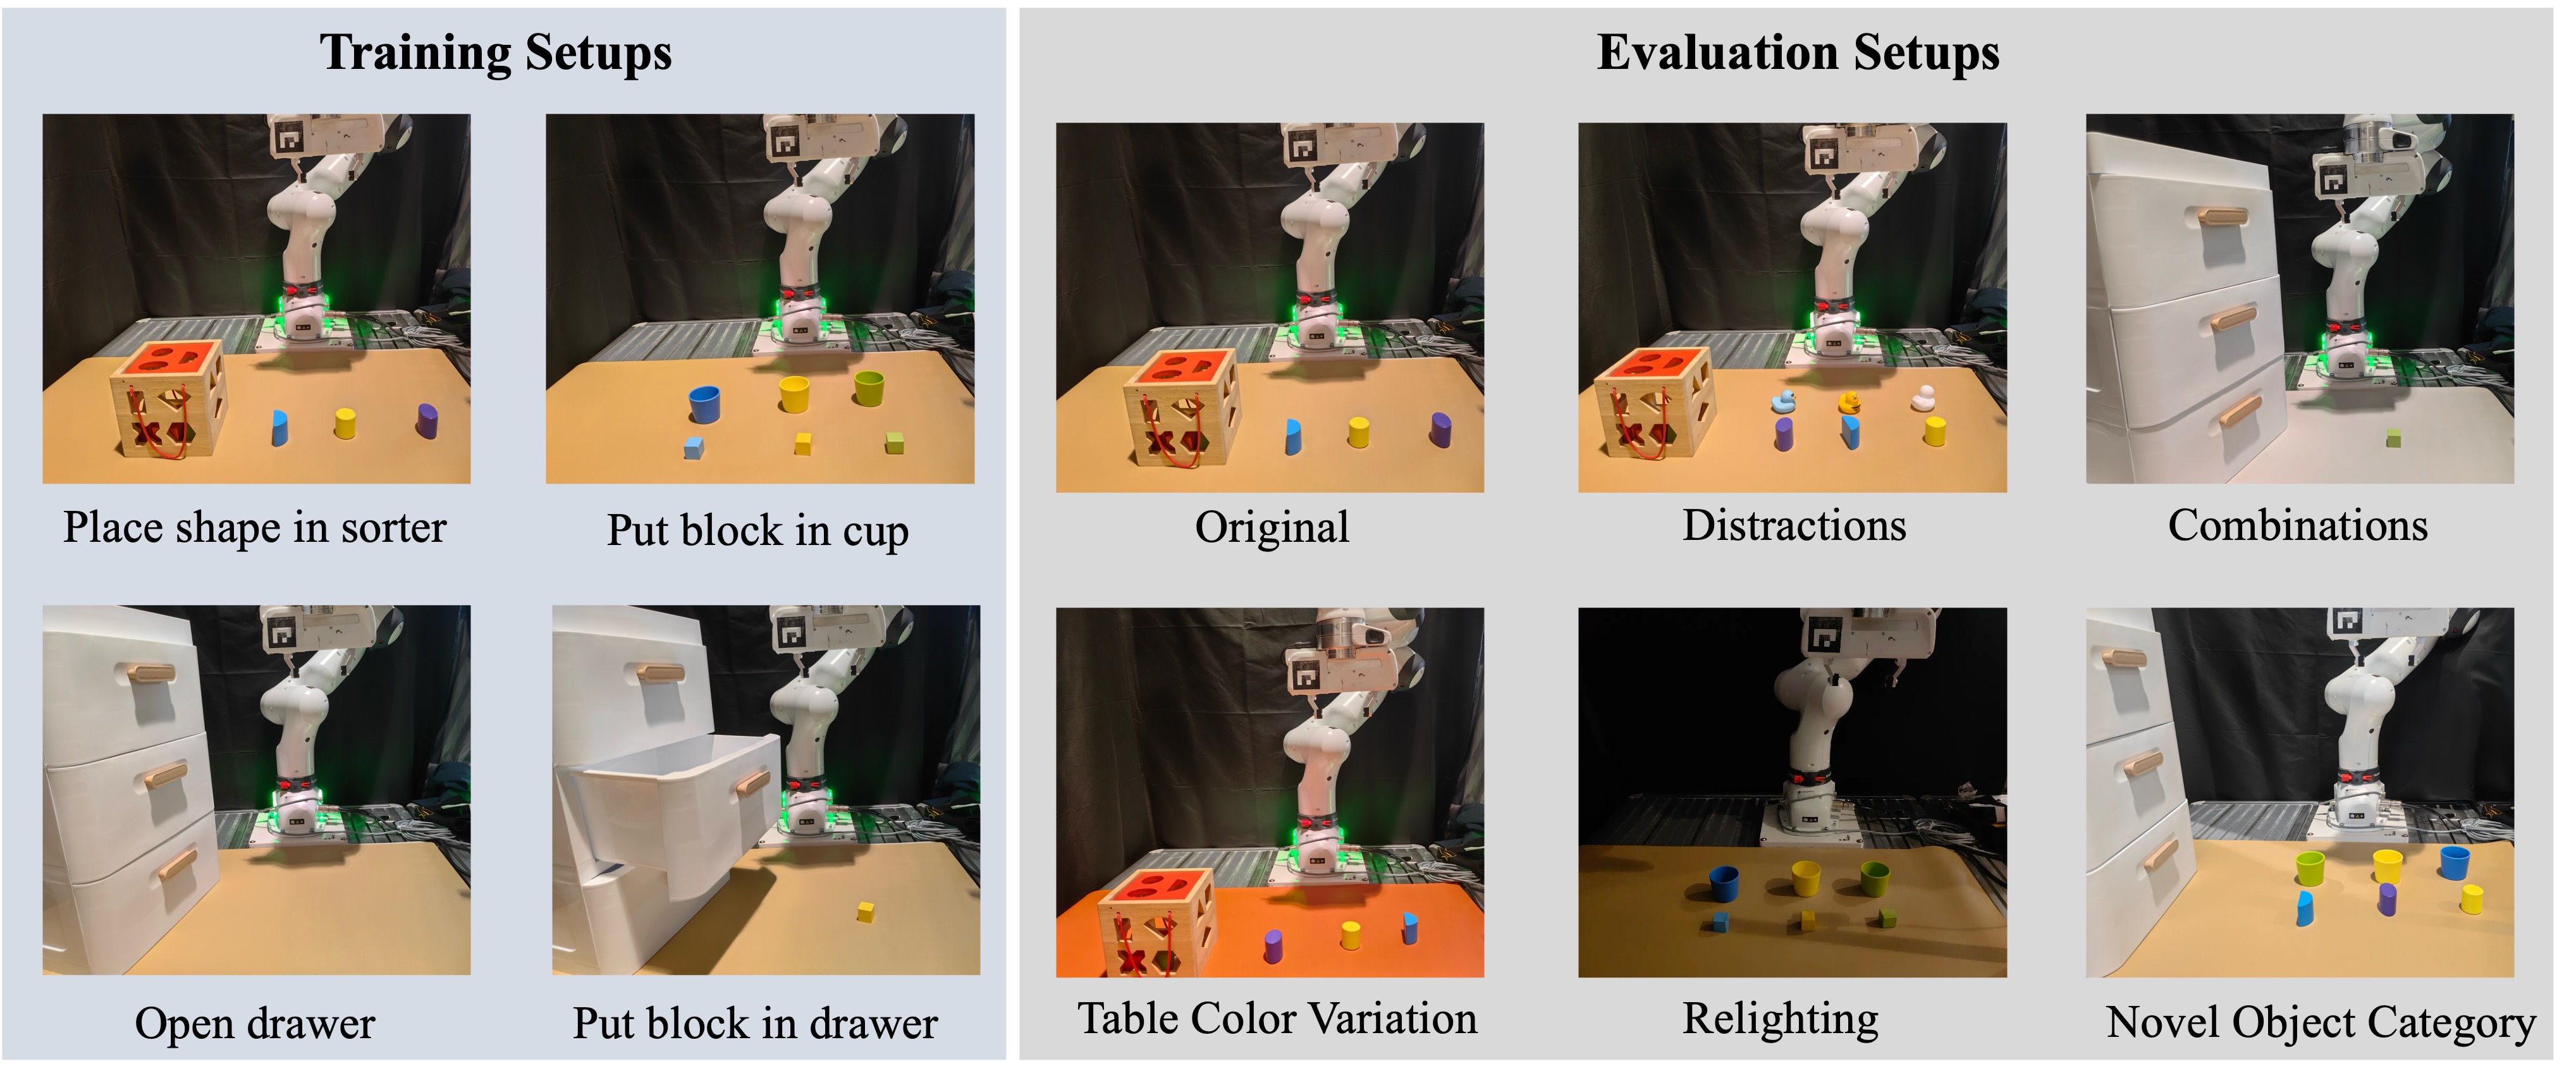 Training Setups
Place shape in sorter
Put block in cup
Open drawer
Put block in drawer
Evaluation Setups
Original
Distractions
Combinations
Table Color Variation
Relighting
Novel Object Category